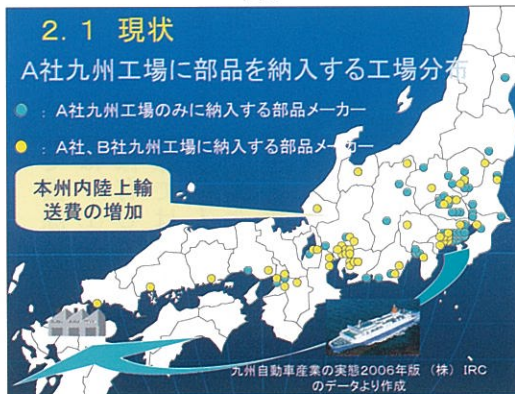 2. 1 現状
A社九州工場に部品を納入する工場分布
： A社九州工場のみに納入する部品メーカー
： A社、B社九州工場に納入する部品メーカー
本州内陸上輸
送費の増加
九州自動車産業の実態2006年版 (株) IRC
のデータより作成